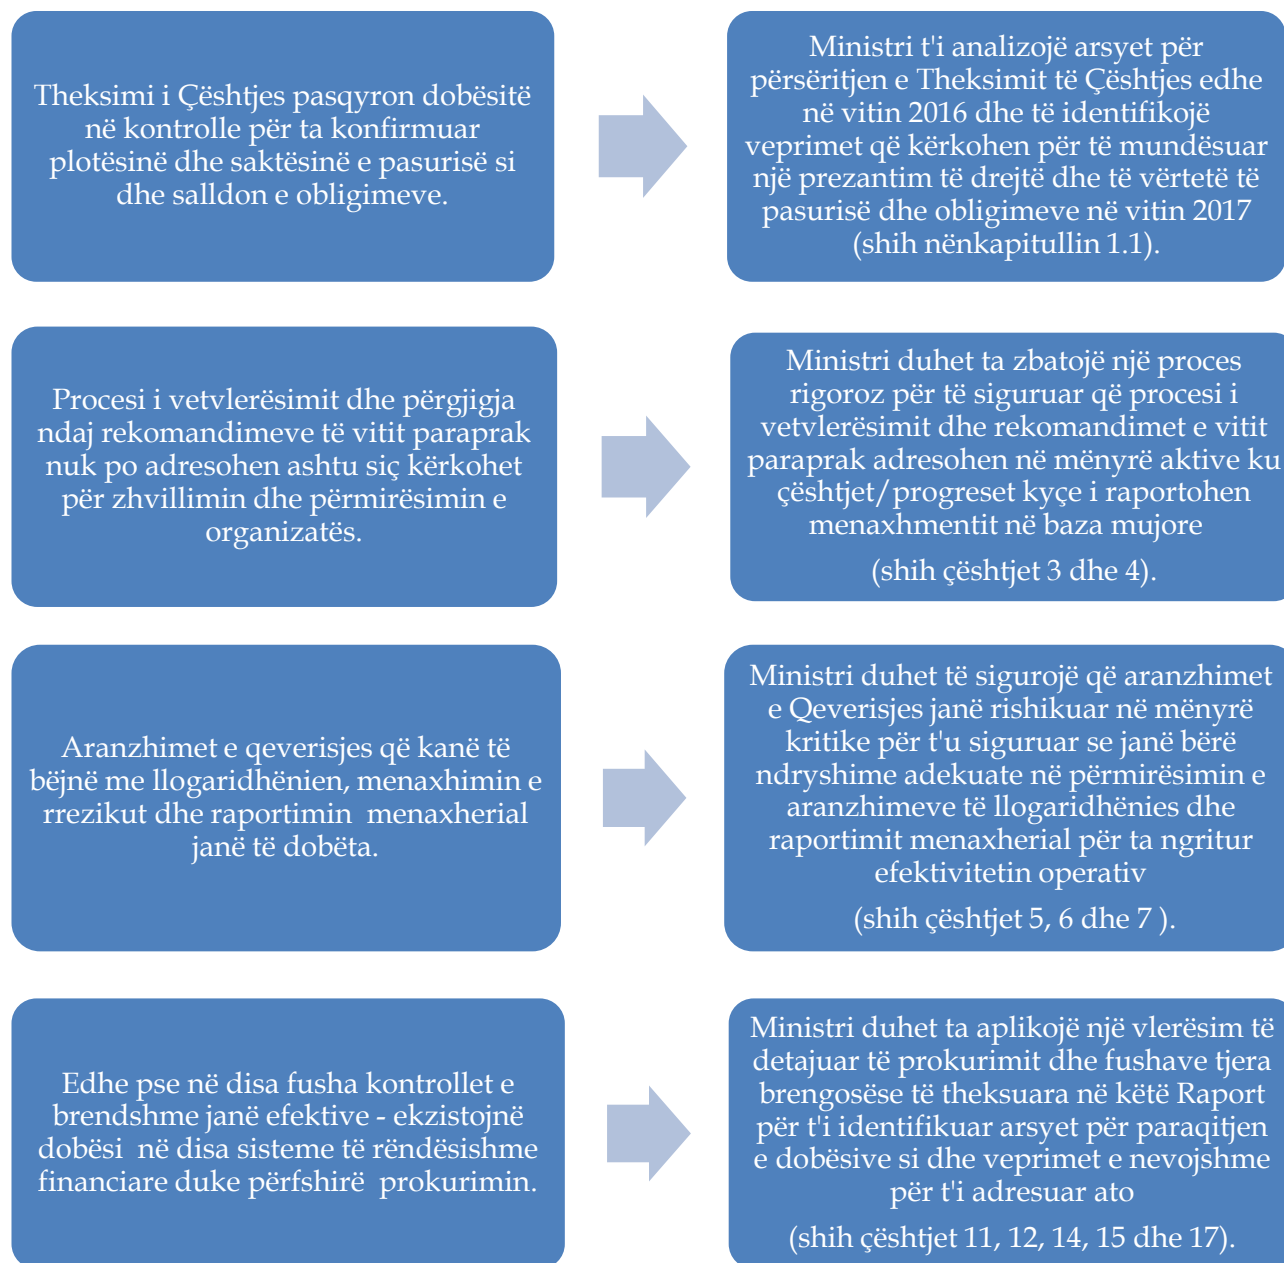 Theksimi i Çështjes pasqyron dobësitë
në kontrolle për ta konfirmuar
plotësinë dhe saktësinë e pasurisë si
dhe salldon e obligimeve.
Ministri t'i analizojë arsyet për
përsëritjen e Theksimit të Çështjes edhe
në vitin 2016 dhe të identifikojë
veprimet që kërkohen për të mundësuar
një prezantim të drejtë dhe të vërtetë të
pasurisë dhe obligimeve në vitin 2017
(shih nënkapitullin 1.1).
Procesi i vetvlerësimit dhe përgjigja
ndaj rekomandimeve të vitit paraprak
nuk po adresohen ashtu siç kërkohet
për zhvillimin dhe përmirësimin e
organizatës.
Ministri duhet ta zbatojë një proces
rigoroz për të siguruar që procesi i
vetvlerësimit dhe rekomandimet e vitit
paraprak adresohen në mënyrë aktive ku
çështjet/progreset kyçe i raportohen
menaxhmentit në baza mujore
(shih çështjet 3 dhe 4).
Aranzhimet e qeverisjes që kanë të
bëjnë me llogaridhënien, menaxhimin e
rrezikut dhe raportimin menaxherial
janë të dobëta.
Ministri duhet të sigurojë që aranzhimet
e Qeverisjes janë rishikuar në mënyrë
kritike për t'u siguruar se janë bërë
ndryshime adekuate në përmirësimin e
aranzhimeve të llogaridhënies dhe
raportimit menaxherial për ta ngritur
efektivitetin operativ
(shih çështjet 5, 6 dhe 7 ).
Edhe pse në disa fusha kontrollet e
brendshme janë efektive - ekzistojnë
dobësi në disa sisteme të rëndësishme
financiare duke përfshirë prokurimin.
Ministri duhet ta aplikojë një vlerësim të
detajuar të prokurimit dhe fushave tjera
brengosëse të theksuara në këtë Raport
për t'i identifikuar arsyet për paraqitjen
e dobësive si dhe veprimet e nevojshme
për t'i adresuar ato
(shih çështjet 11, 12, 14, 15 dhe 17).